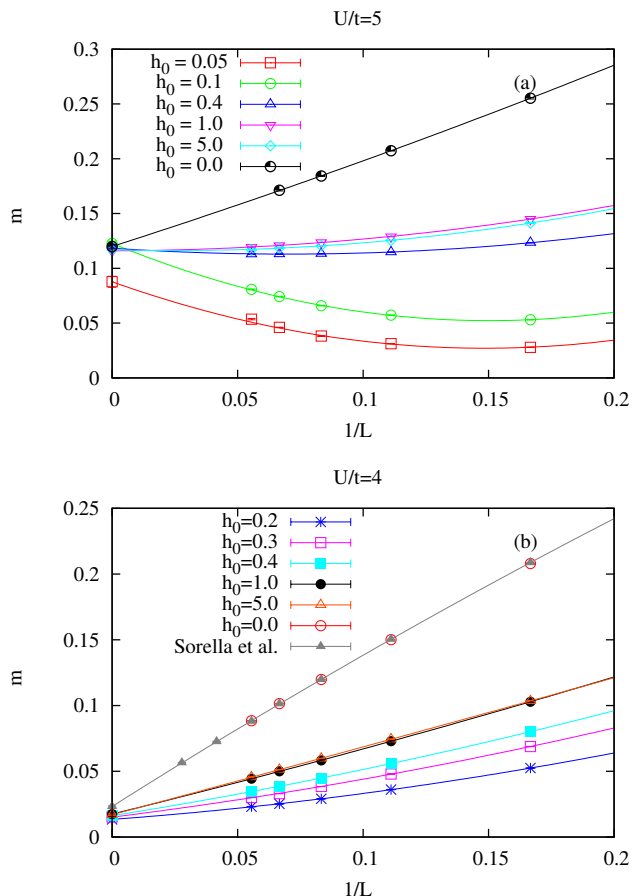 U/t=5
0.3
0.25
0.2
0.15
0.1
0.05
0
m
h₀ = 0.05
h₀ = 0.1
h₀ = 0.4
h₀ = 1.0
h₀ = 5.0
h₀ = 0.0
(a)
0 0.05 0.1 0.15 0.2
1/L
U/t=4
0.25
0.2
0.15
0.1
0.05
0
m
h₀=0.2
h₀=0.3
h₀=0.4
h₀=1.0
h₀=5.0
h₀=0.0
Sorella et al.
(b)
0 0.05 0.1 0.15 0.2
1/L